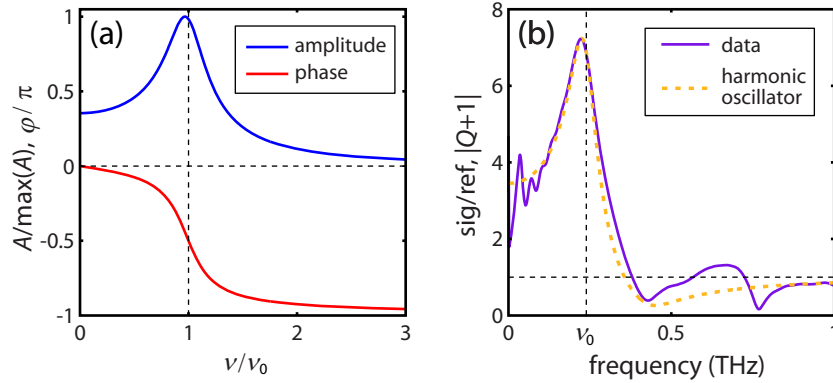 (a)
amplitude
phase
A/max(A), φ/π
1
0.5
0
-0.5
-1
0
1
2
3
ν/ν0
(b)
data
harmonic
oscillator
sig/ref, |Q+1|
8
6
4
2
0
0
ν0
0.5
1
frequency (THz)